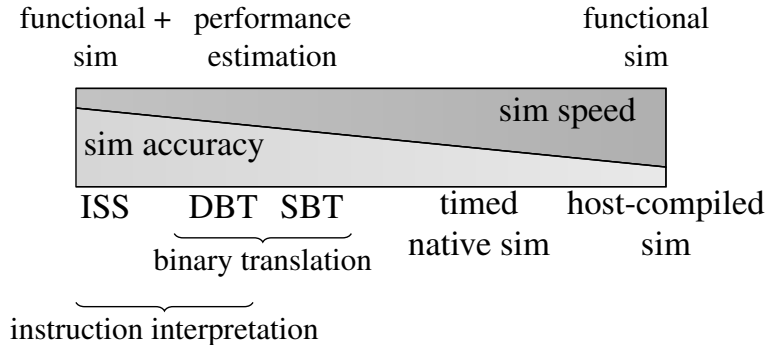 functional + performance functional
sim estimation sim
sim speed
sim accuracy
ISS DBT SBT timed host-compiled
native sim sim
binary translation
instruction interpretation